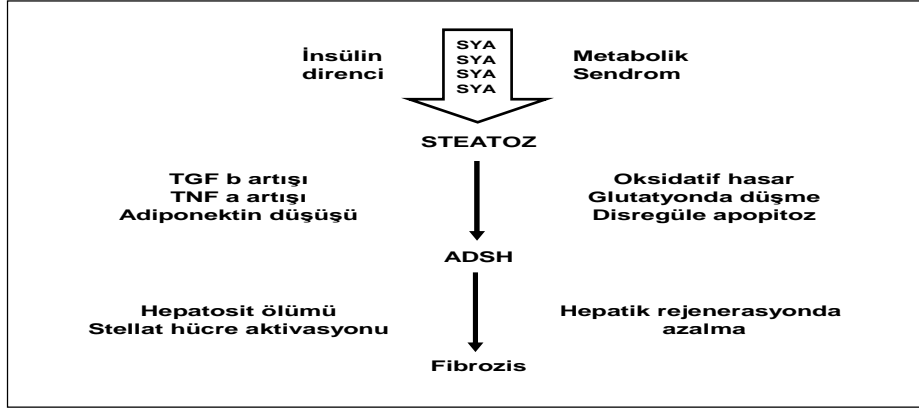 İnsülin
direnci
SYA
SYA
SYA
SYA
Metabolik
Sendrom
STEATOZ
TGF b artışı
TNF a artışı
Adiponektin düşüşü
Oksidatif hasar
Glutatyonda düşme
Disregüle apopitoz
ADSH
Hepatosit ölümü
Stellat hücre aktivasyonu
Hepatik rejenerasyonda
azalma
Fibrozis